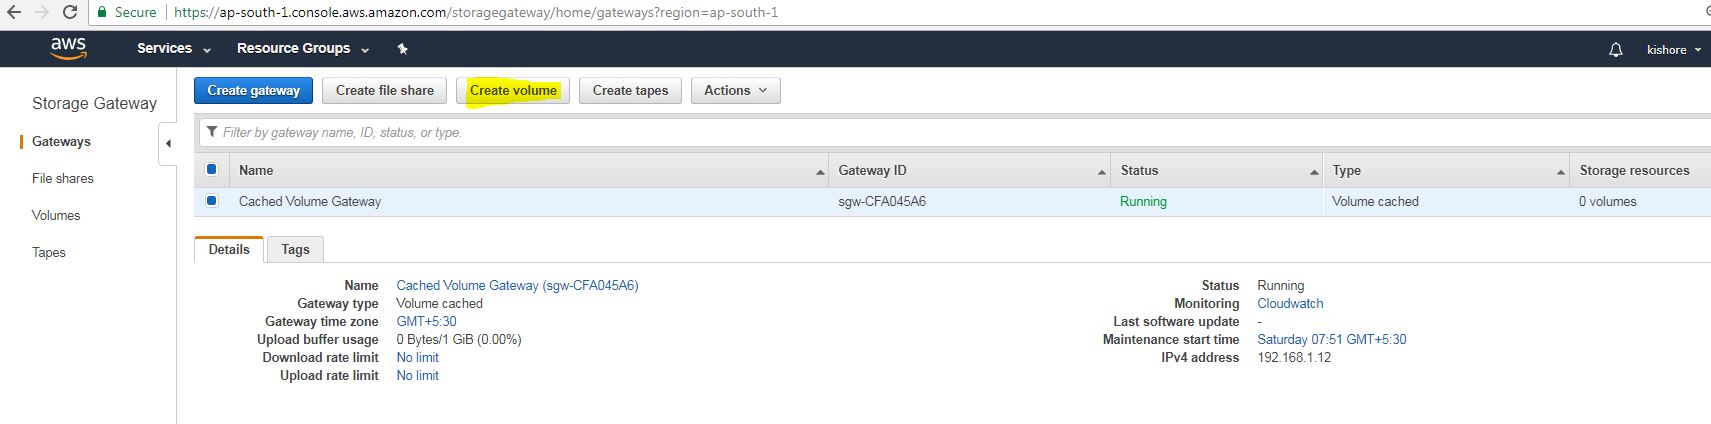 Secure https://ap-south-1.console.aws.amazon.com/storagegateway/home/gateways?region=ap-south-1
aws Services Resource Groups kishore
Create gateway Create file share Create volume Create tapes Actions
Storage Gateway
Filter by gateway name, ID, status, or type.
Gateways
Name Gateway ID Status Type Storage resources
File shares
Cached Volume Gateway sgw-CFA045A6 Running Volume cached 0 volumes
Volumes
Tapes
Details Tags
Name Cached Volume Gateway (sgw-CFA045A6) Status Running
Gateway type Volume cached Monitoring Cloudwatch
Gateway time zone GMT+5:30 Last software update -
Upload buffer usage 0 Bytes/1 GiB (0.00%) Maintenance start time Saturday 07:51 GMT+5:30
Download rate limit No limit IPv4 address 192.168.1.12
Upload rate limit No limit